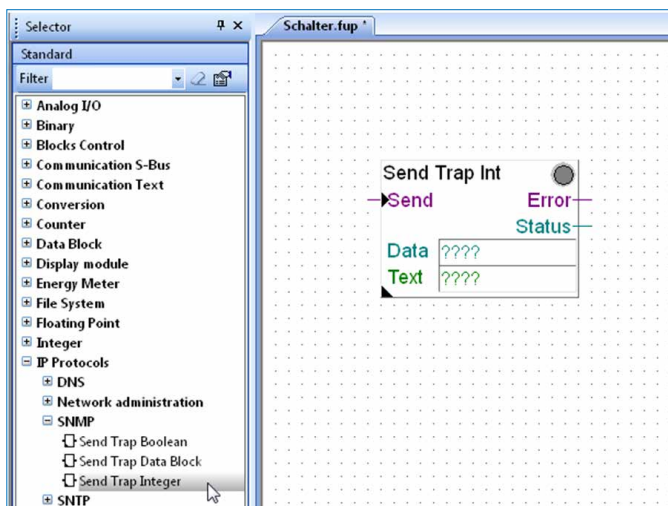 Selector
Standard
Filter
Analog I/O
Binary
Blocks Control
Communication S-Bus
Communication Text
Conversion
Counter
Data Block
Display module
Energy Meter
File System
Floating Point
Integer
IP Protocols
DNS
Network administration
SNMP
Send Trap Boolean
Send Trap Data Block
Send Trap Integer
SNTP
Schalter.fup *
Send Trap Int
Send Error
Status
Data ????
Text ????